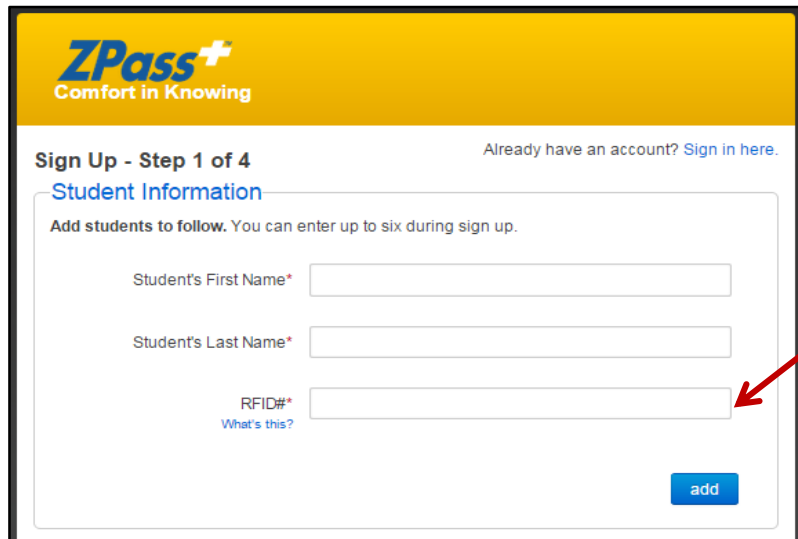 ZPass+™
Comfort in Knowing
Already have an account? Sign in here.
Sign Up - Step 1 of 4
Student Information
Add students to follow. You can enter up to six during sign up.
Student's First Name*
Student's Last Name*
RFID#*
What's this?
add